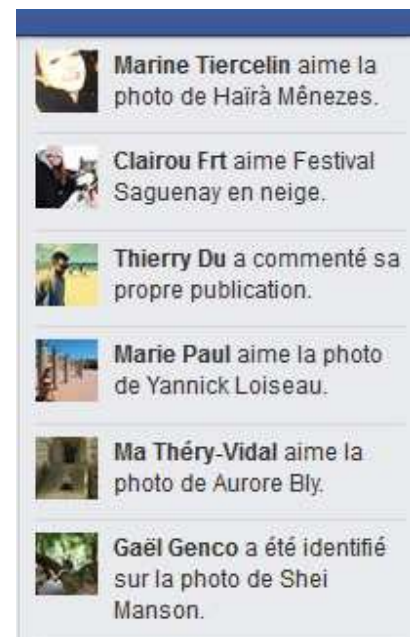 Marine Tiercelin aime la
photo de Haïrà Mênezes.
Clairou Frt aime Festival
Saguenay en neige.
Thierry Du a commenté sa
propre publication.
Marie Paul aime la photo
de Yannick Loiseau.
Ma Théry-Vidal aime la
photo de Aurore Bly.
Gaël Genco a été identifié
sur la photo de Shei
Manson.